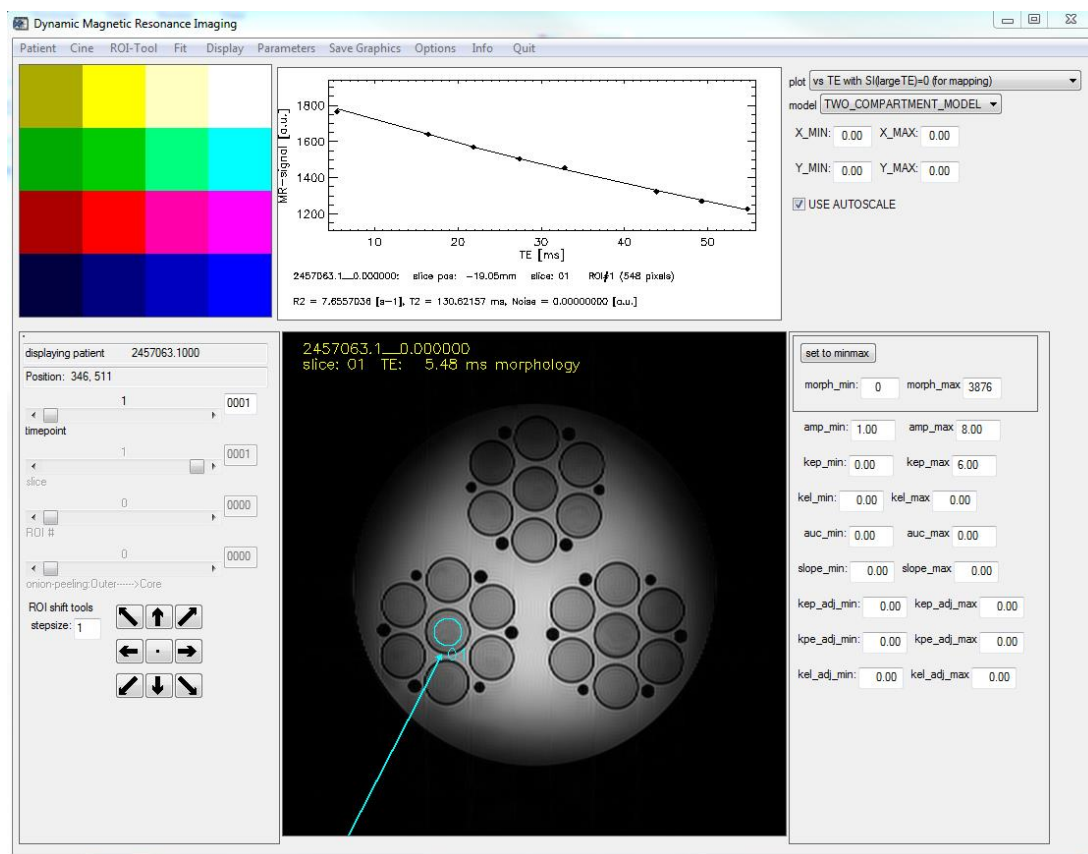 Dynamic Magnetic Resonance Imaging
Patient Cine ROI-Tool Fit Display Parameters Save Graphics Options Info Quit
MR-signal [a.u.]
1800
1600
1400
1200
10 20 30 40 50
TE [ms]
2457063.1__0.000000: slice pos: -19.05mm slice: 01 ROI#1 (548 pixels)
R2 = 7.6557036 [s-1], T2 = 130.62157 ms, Noise = 0.00000000 [a.u.]
plot vs TE with SI(large TE)=0 (for mapping)
model TWO_COMPARTMENT_MODEL
X_MIN: 0.00 X_MAX: 0.00
Y_MIN: 0.00 Y_MAX: 0.00
USE AUTOSCALE
displaying patient 2457063.1000
Position: 346, 511
1 0001
timepoint
1 0001
slice
0 0000
ROI #
0 0000
onion-peeling:Outer------>Core
ROI shift tools
stepsize: 1
2457063.1__0.000000
slice: 01 TE: 5.48 ms morphology
set to minmax
morph_min: 0 morph_max 3876
amp_min: 1.00 amp_max 8.00
kep_min: 0.00 kep_max 6.00
kel_min: 0.00 kel_max 0.00
auc_min: 0.00 auc_max 0.00
slope_min: 0.00 slope_max 0.00
kep_adj_min: 0.00 kep_adj_max 0.00
kpe_adj_min: 0.00 kpe_adj_max 0.00
kel_adj_min: 0.00 kel_adj_max 0.00